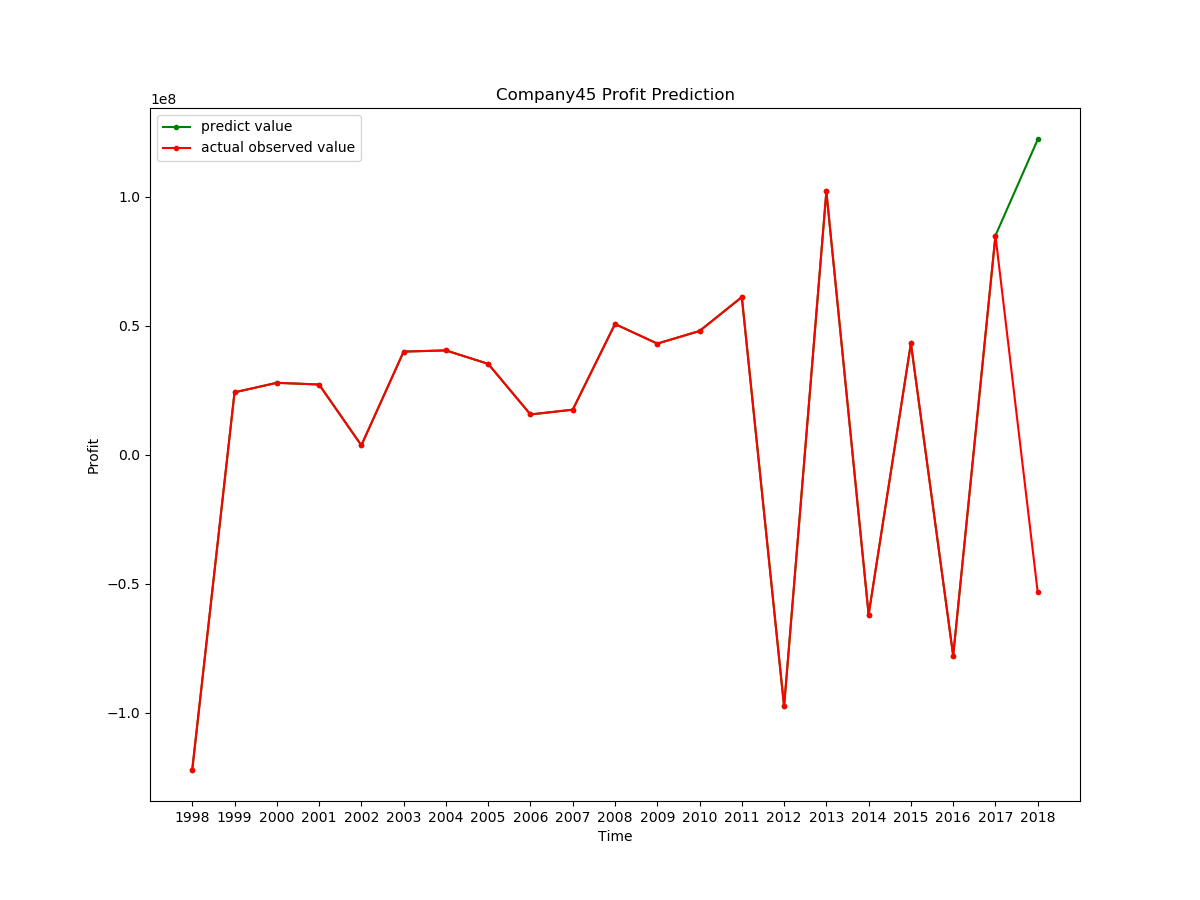 Company45 Profit Prediction
1e8
predict value
actual observed value
1.0
0.5
0.0
−0.5
−1.0
Profit
1998 1999 2000 2001 2002 2003 2004 2005 2006 2007 2008 2009 2010 2011 2012 2013 2014 2015 2016 2017 2018
Time